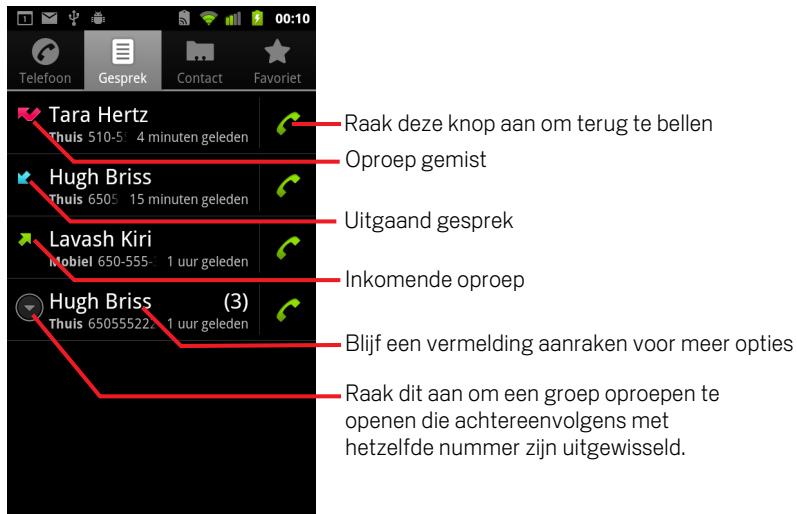 1 00:10
Telefoon Gesprek Contact Favoriet
Tara Hertz
Thuis 510-5 4 minuten geleden
Hugh Briss
Thuis 6505 15 minuten geleden
Lavash Kiri
Mobiel 650-555- 1 uur geleden
Hugh Briss (3)
Thuis 650555222 1 uur geleden
Raak deze knop aan om terug te bellen
Oproep gemist
Uitgaand gesprek
Inkomende oproep
Blijf een vermelding aanraken voor meer opties
Raak dit aan om een groep oproepen te
openen die achtereenvolgens met
hetzelfde nummer zijn uitgewisseld.